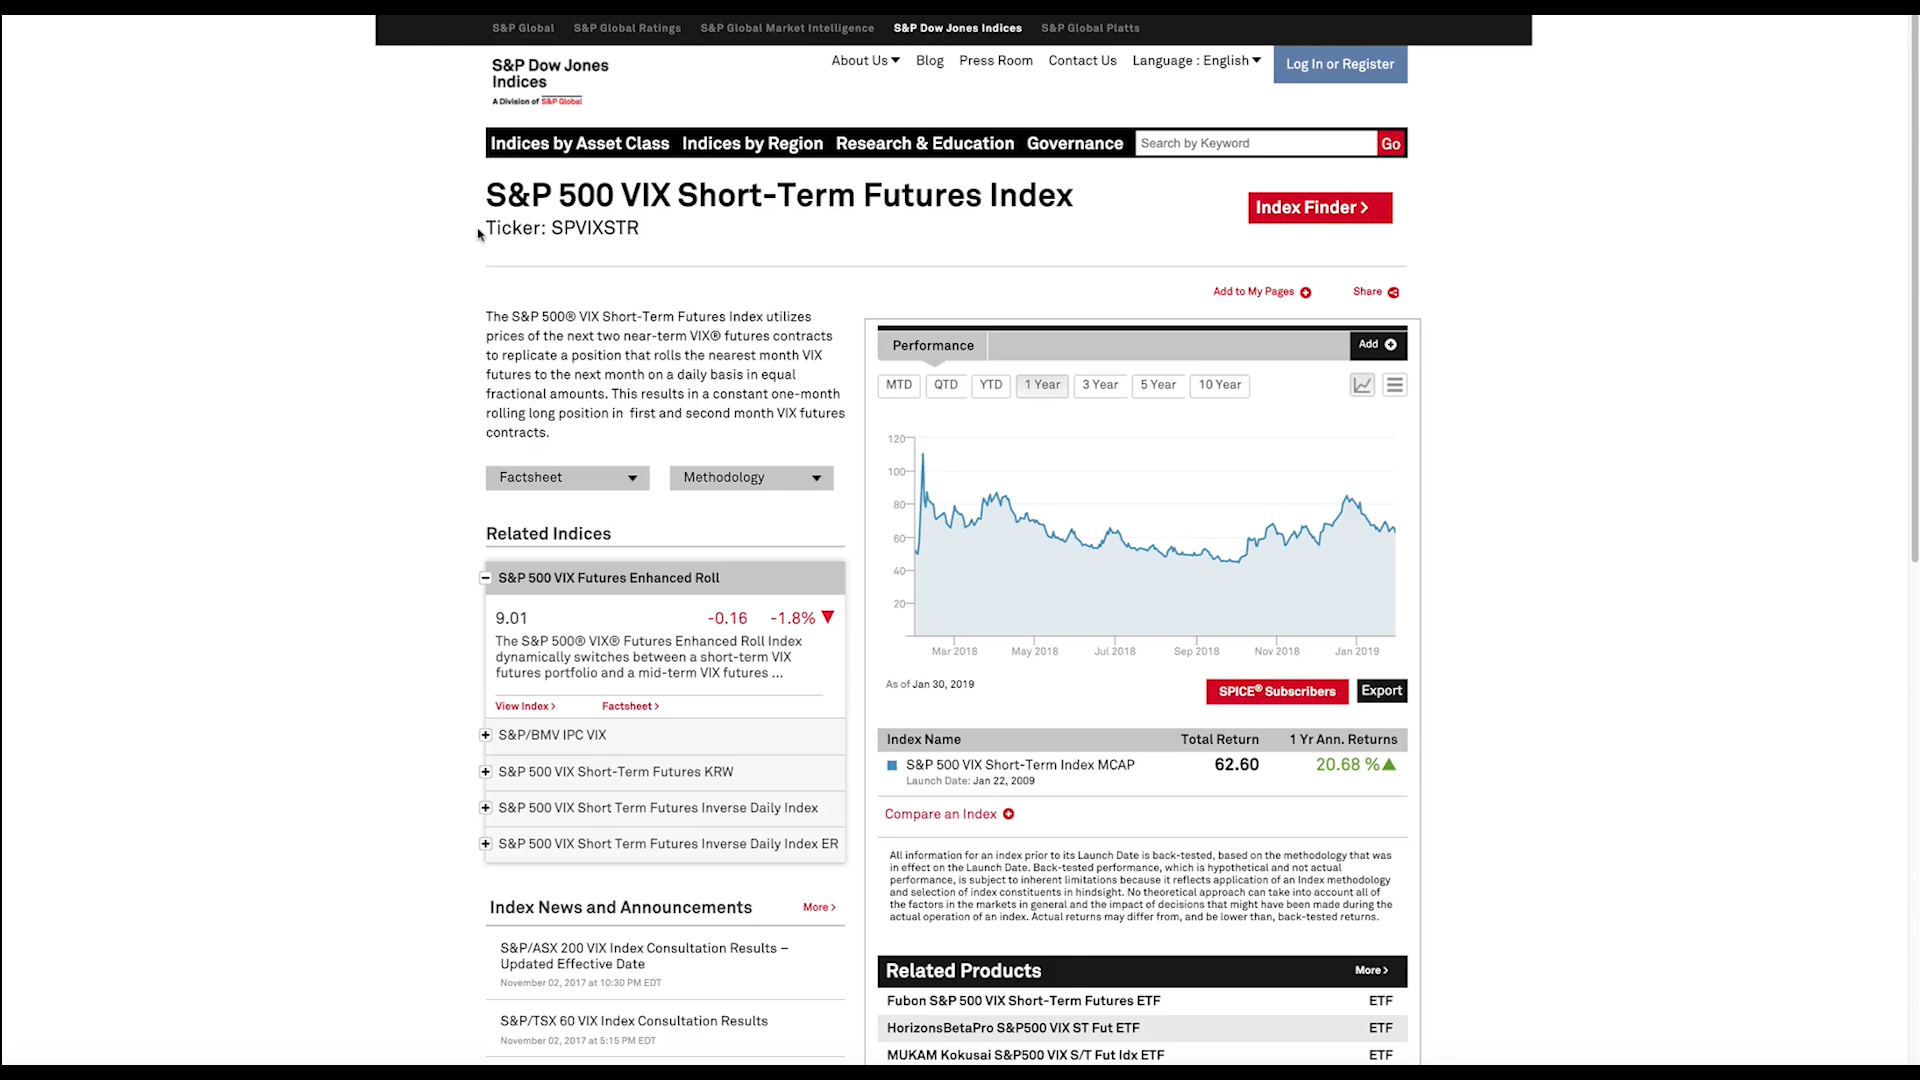 S&P Global S&P Global Ratings S&P Global Market Intelligence S&P Dow Jones Indices S&P Global Platts
S&P Dow Jones
Indices
A Division of S&P Global
About Us Blog Press Room Contact Us Language : English Log In or Register
Indices by Asset Class Indices by Region Research & Education Governance Search by Keyword Go
S&P 500 VIX Short-Term Futures Index
Ticker: SPVIXSTR
Index Finder >
Add to My Pages Share
The S&P 500® VIX Short-Term Futures Index utilizes
prices of the next two near-term VIX® futures contracts
to replicate a position that rolls the nearest month VIX
futures to the next month on a daily basis in equal
fractional amounts. This results in a constant one-month
rolling long position in first and second month VIX futures
contracts.
Factsheet Methodology
Related Indices
S&P 500 VIX Futures Enhanced Roll
9.01 -0.16 -1.8%
The S&P 500® VIX® Futures Enhanced Roll Index
dynamically switches between a short-term VIX
futures portfolio and a mid-term VIX futures ...
View Index > Factsheet >
S&P/BMV IPC VIX
S&P 500 VIX Short-Term Futures KRW
S&P 500 VIX Short Term Futures Inverse Daily Index
S&P 500 VIX Short Term Futures Inverse Daily Index ER
Index News and Announcements More >
S&P/ASX 200 VIX Index Consultation Results –
Updated Effective Date
November 02, 2017 at 10:30 PM EDT
S&P/TSX 60 VIX Index Consultation Results
November 02, 2017 at 5:15 PM EDT
Performance Add
MTD QTD YTD 1 Year 3 Year 5 Year 10 Year
120
100
80
60
40
20
Mar 2018 May 2018 Jul 2018 Sep 2018 Nov 2018 Jan 2019
As of Jan 30, 2019
SPICE® Subscribers Export
Index Name Total Return 1 Yr Ann. Returns
S&P 500 VIX Short-Term Index MCAP 62.60 20.68 %
Launch Date: Jan 22, 2009
Compare an Index
All information for an index prior to its Launch Date is back-tested, based on the methodology that was
in effect on the Launch Date. Back-tested performance, which is hypothetical and not actual
performance, is subject to inherent limitations because it reflects application of an Index methodology
and selection of index constituents in hindsight. No theoretical approach can take into account all of
the factors in the markets in general and the impact of decisions that might have been made during the
actual operation of an index. Actual returns may differ from, and be lower than, back-tested returns.
Related Products More >
Fubon S&P 500 VIX Short-Term Futures ETF ETF
HorizonsBetaPro S&P500 VIX ST Fut ETF ETF
MUKAM Kokusai S&P500 VIX S/T Fut Idx ETF ETF